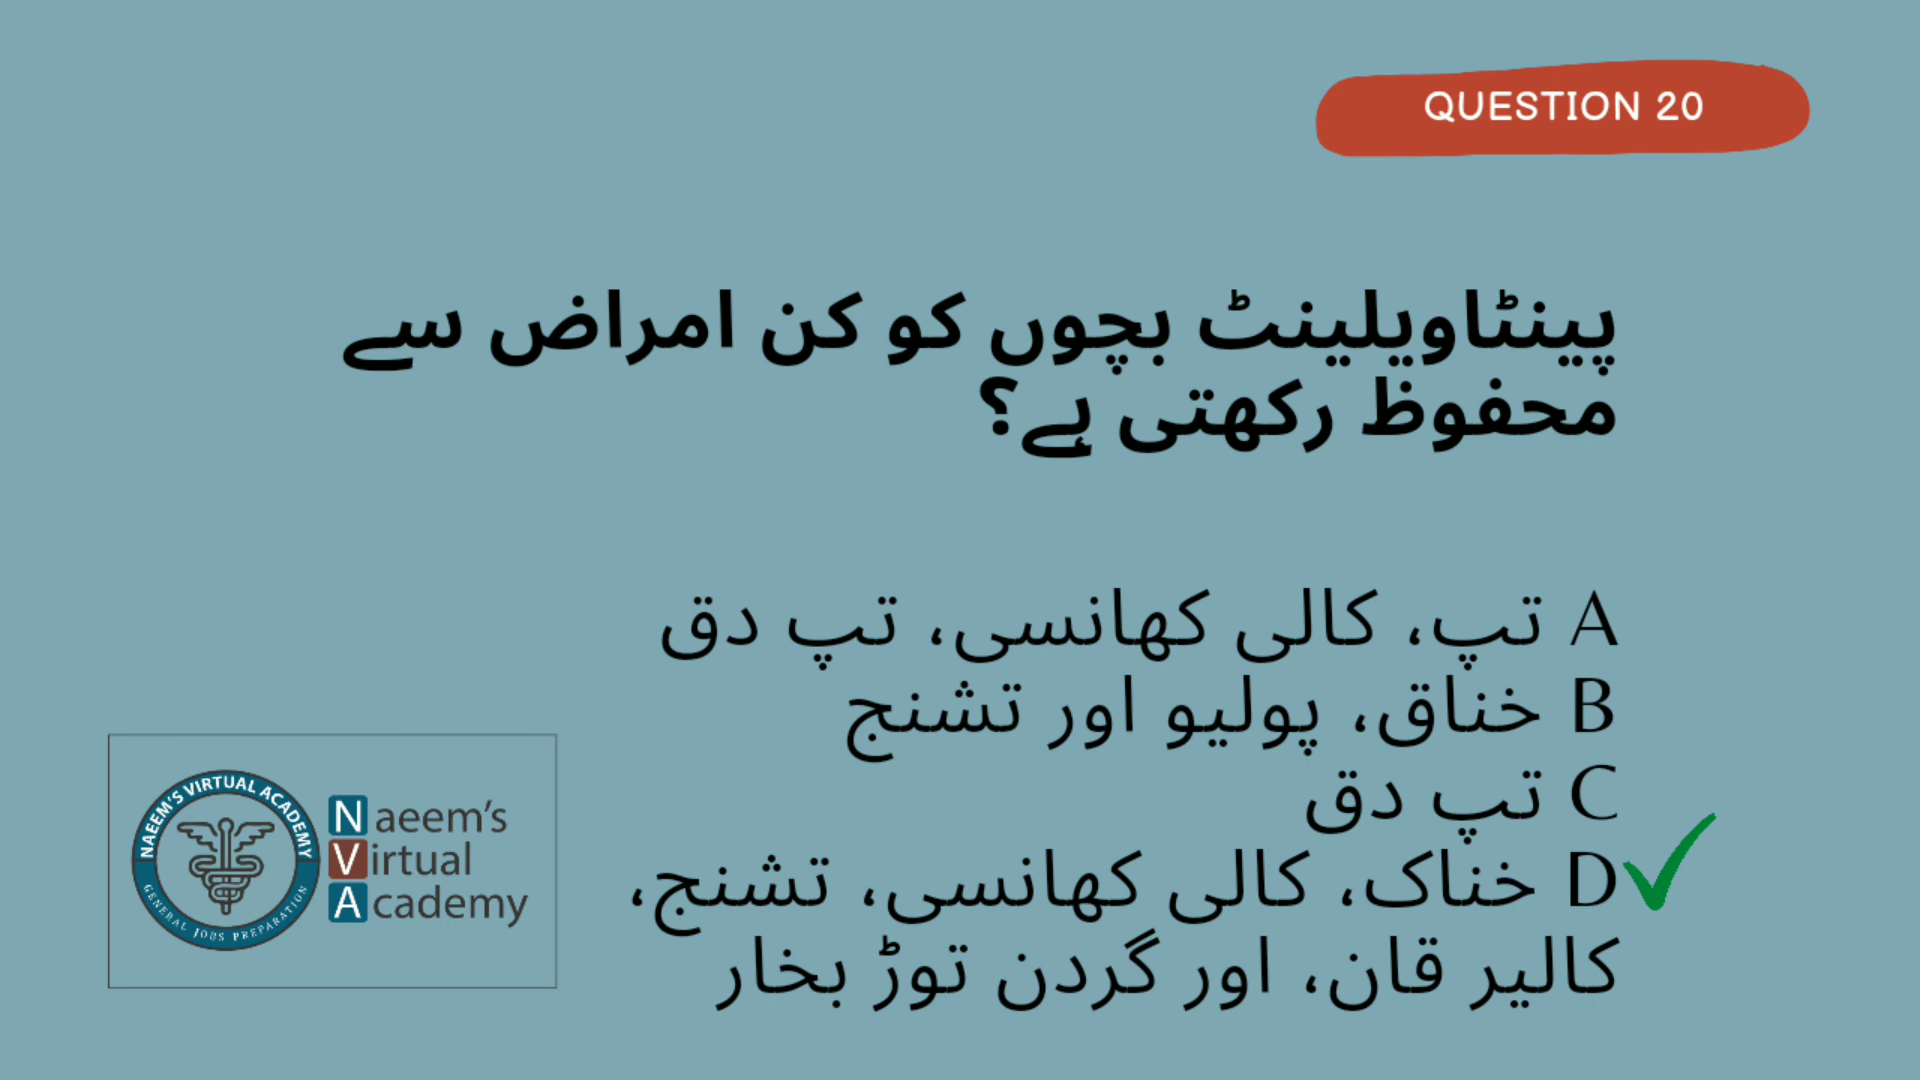 QUESTION 20
پینٹاویلینٹ بچوں کو کن امراض سے
محفوظ رکھتی ہے؟
A تپ، کالی کھانسی، تپ دق
B خناق، پولیو اور تشنج
C تپ دق
D خناک، کالی کھانسی، تشنج،
کالیر قان، اور گردن توڑ بخار
NAEEM'S VIRTUAL ACADEMY
GENERAL JOBS PREPARATION
Naeem's
Virtual
Academy